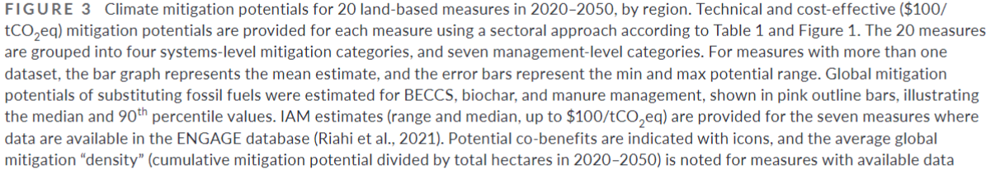 FIGURE 3 Climate mitigation potentials for 20 land-based measures in 2020–2050, by region. Technical and cost-effective ($100/
tCO₂eq) mitigation potentials are provided for each measure using a sectoral approach according to Table 1 and Figure 1. The 20 measures
are grouped into four systems-level mitigation categories, and seven management-level categories. For measures with more than one
dataset, the bar graph represents the mean estimate, and the error bars represent the min and max potential range. Global mitigation
potentials of substituting fossil fuels were estimated for BECCS, biochar, and manure management, shown in pink outline bars, illustrating
the median and 90th percentile values. IAM estimates (range and median, up to $100/tCO₂eq) are provided for the seven measures where
data are available in the ENGAGE database (Riahi et al., 2021). Potential co-benefits are indicated with icons, and the average global
mitigation “density” (cumulative mitigation potential divided by total hectares in 2020–2050) is noted for measures with available data